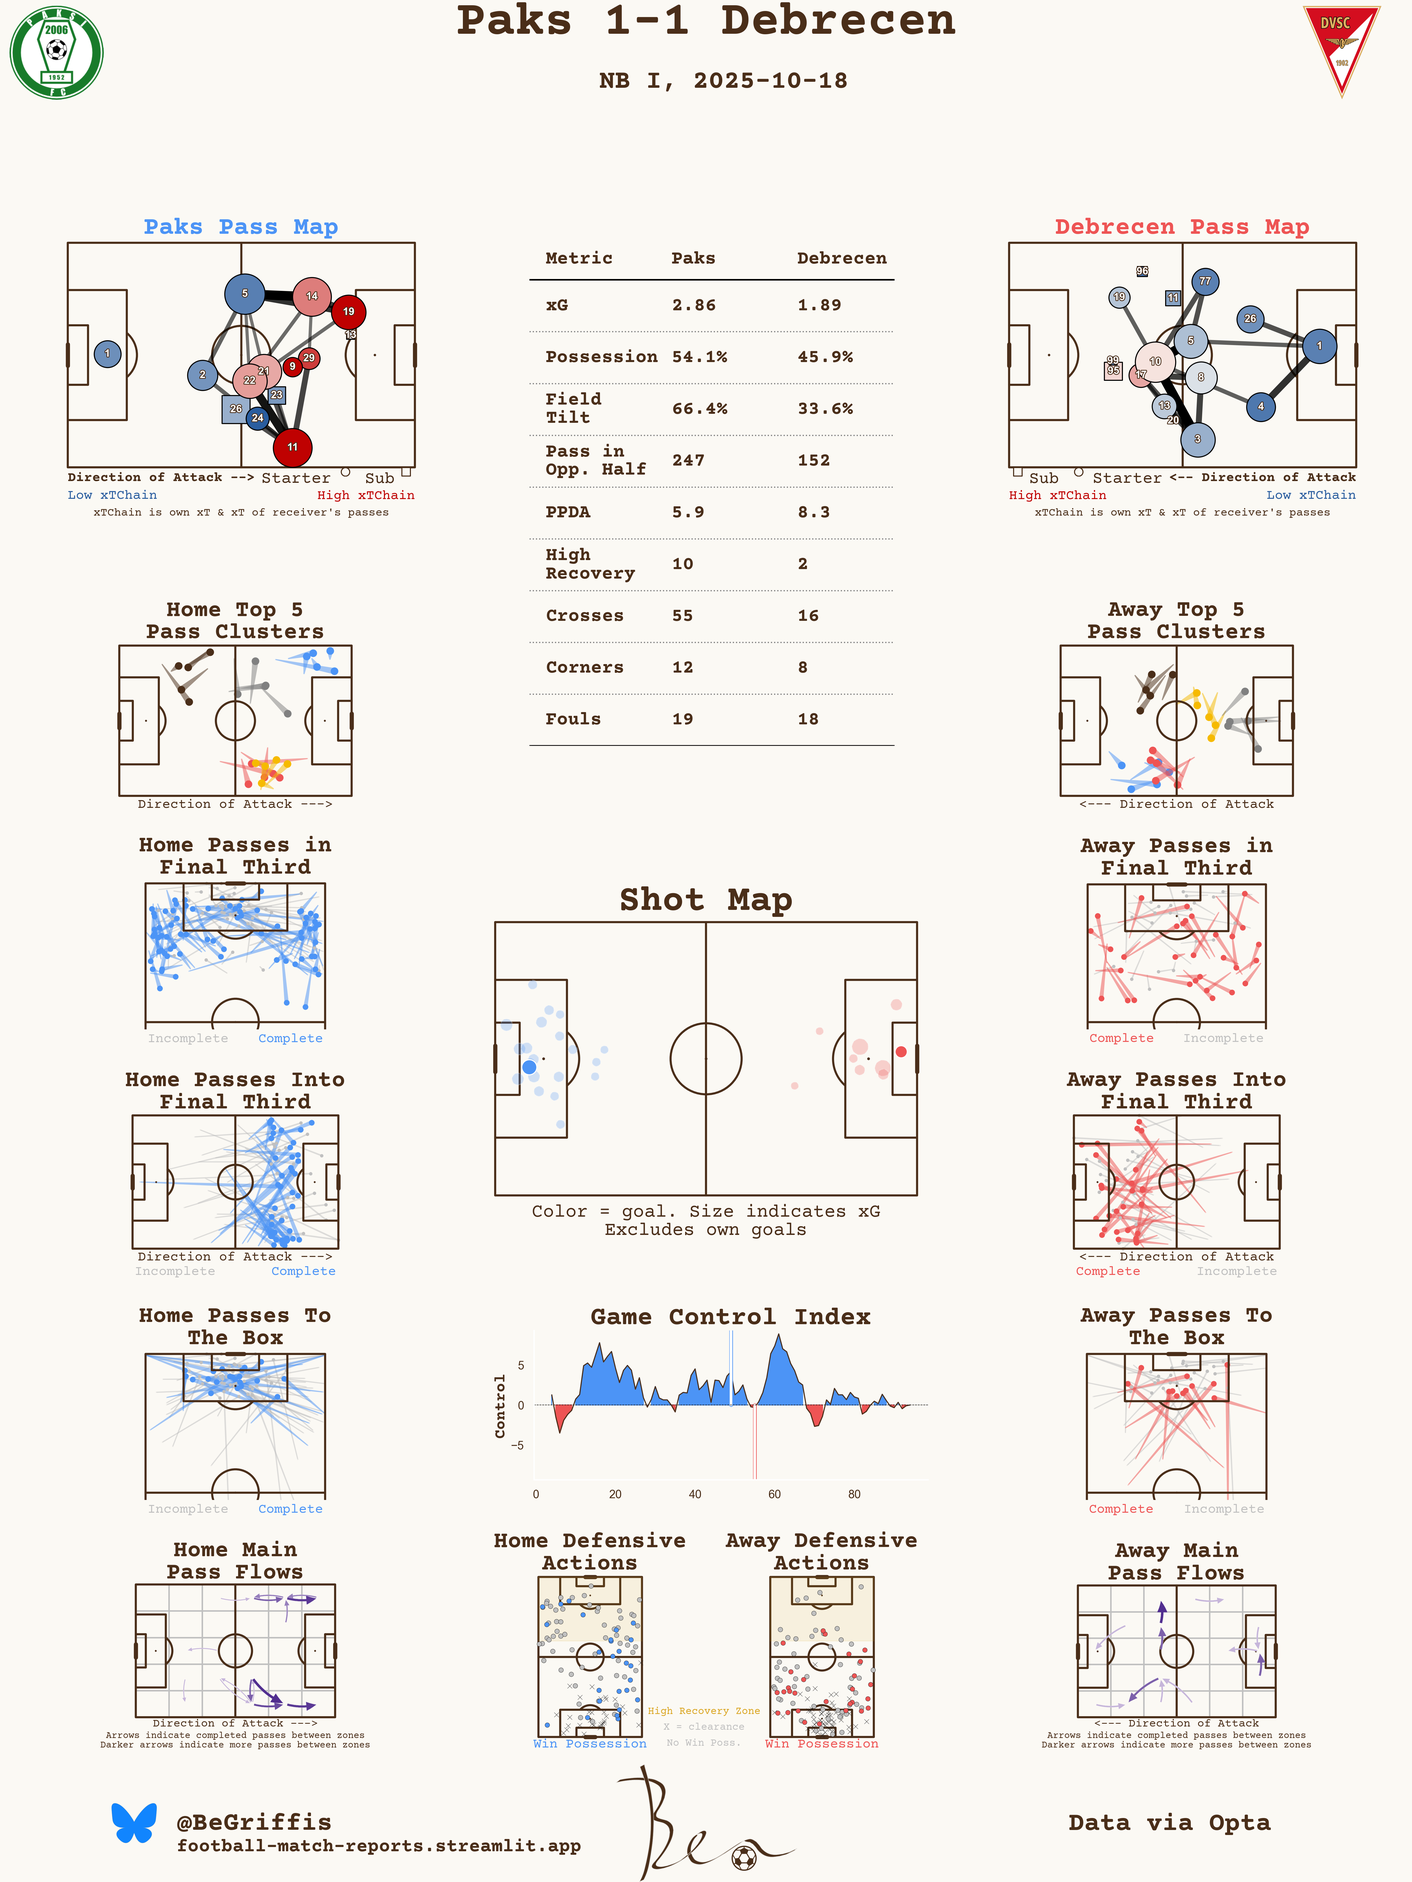 Paks 1-1 Debrecen
NB I, 2025-10-18
PAKSI
2006
1952
FC
DVSC
1902
Paks Pass Map
5
14
19
13
1
2
29
9
21
22
23
26
24
11
Direction of Attack --> Starter Sub
Low xTChain High xTChain
xTChain is own xT & xT of receiver's passes
Metric Paks Debrecen
xG 2.86 1.89
Possession 54.1% 45.9%
Field
Tilt 66.4% 33.6%
Pass in
Opp. Half 247 152
PPDA 5.9 8.3
High
Recovery 10 2
Crosses 55 16
Corners 12 8
Fouls 19 18
Debrecen Pass Map
96
77
19
11
26
5
1
99
95
17
10
8
13
20
4
3
Sub Starter <-- Direction of Attack
High xTChain Low xTChain
xTChain is own xT & xT of receiver's passes
Home Top 5
Pass Clusters
Direction of Attack --->
Away Top 5
Pass Clusters
<--- Direction of Attack
Home Passes in
Final Third
Incomplete Complete
Away Passes in
Final Third
Complete Incomplete
Shot Map
Color = goal. Size indicates xG
Excludes own goals
Home Passes Into
Final Third
Direction of Attack --->
Incomplete Complete
Away Passes Into
Final Third
<--- Direction of Attack
Complete Incomplete
Home Passes To
The Box
Incomplete Complete
Game Control Index
Control
5
0
−5
0 20 40 60 80
Away Passes To
The Box
Complete Incomplete
Home Main
Pass Flows
Direction of Attack --->
Arrows indicate completed passes between zones
Darker arrows indicate more passes between zones
Home Defensive
Actions
Win Possession
Away Defensive
Actions
Win Possession
High Recovery Zone
X = clearance
No Win Poss.
Away Main
Pass Flows
<--- Direction of Attack
Arrows indicate completed passes between zones
Darker arrows indicate more passes between zones
@BeGriffis
football-match-reports.streamlit.app
Ben
Data via Opta